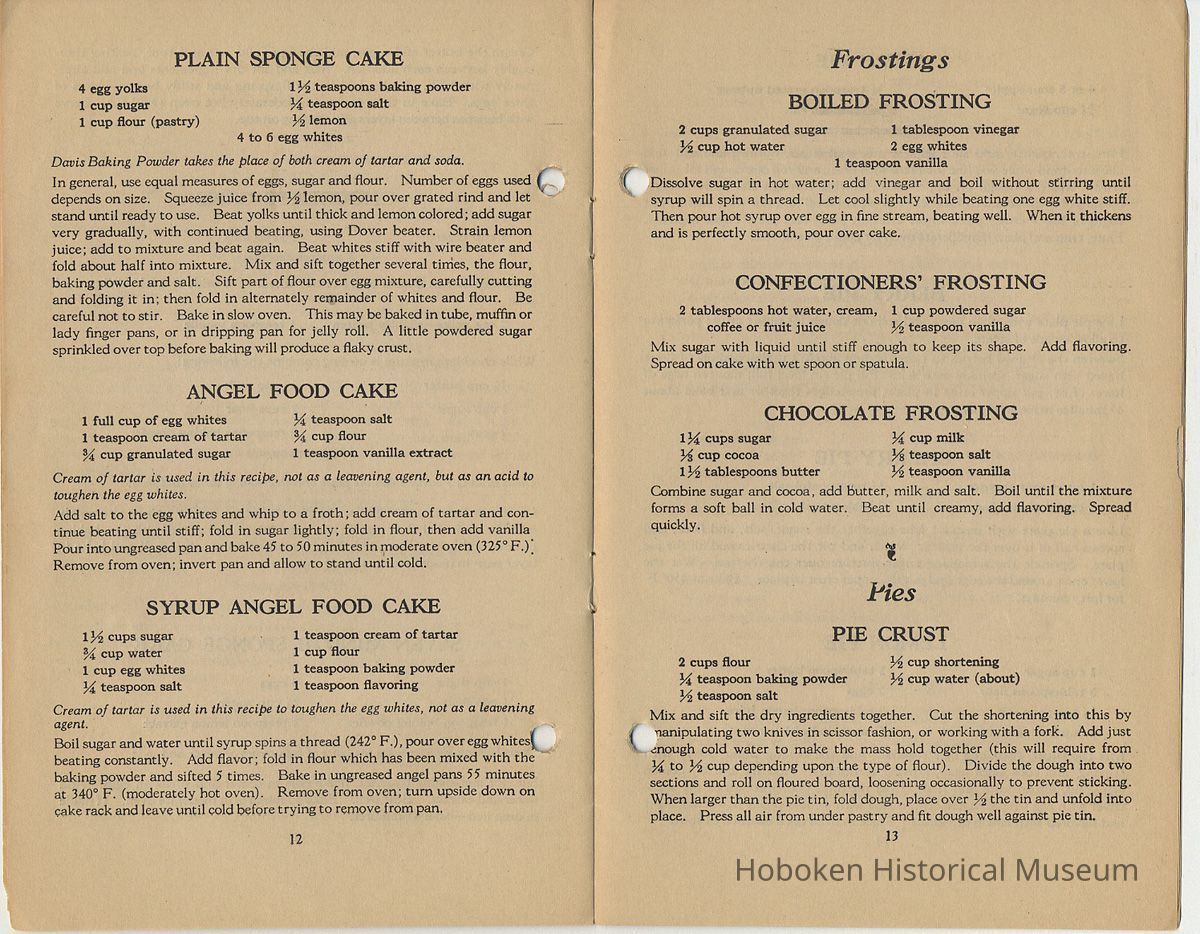 PLAIN SPONGE CAKE
4 egg yolks 1½ teaspoons baking powder
1 cup sugar ¼ teaspoon salt
1 cup flour (pastry) ½ lemon
4 to 6 egg whites
Davis Baking Powder takes the place of both cream of tartar and soda.
In general, use equal measures of eggs, sugar and flour. Number of eggs used
depends on size. Squeeze juice from ½ lemon, pour over grated rind and let
stand until ready to use. Beat yolks until thick and lemon colored; add sugar
very gradually, with continued beating, using Dover beater. Strain lemon
juice; add to mixture and beat again. Beat whites stiff with wire beater and
fold about half into mixture. Mix and sift together several times, the flour,
baking powder and salt. Sift part of flour over egg mixture, carefully cutting
and folding it in; then fold in alternately remainder of whites and flour. Be
careful not to stir. Bake in slow oven. This may be baked in tube, muffin or
lady finger pans, or in dripping pan for jelly roll. A little powdered sugar
sprinkled over top before baking will produce a flaky crust.
ANGEL FOOD CAKE
1 full cup of egg whites ¼ teaspoon salt
1 teaspoon cream of tartar ¾ cup flour
¾ cup granulated sugar 1 teaspoon vanilla extract
Cream of tartar is used in this recipe, not as a leavening agent, but as an acid to
toughen the egg whites.
Add salt to the egg whites and whip to a froth; add cream of tartar and con-
tinue beating until stiff; fold in sugar lightly; fold in flour, then add vanilla
Pour into ungreased pan and bake 45 to 50 minutes in moderate oven (325° F.).
Remove from oven; invert pan and allow to stand until cold.
SYRUP ANGEL FOOD CAKE
1½ cups sugar 1 teaspoon cream of tartar
¾ cup water 1 cup flour
1 cup egg whites 1 teaspoon baking powder
¼ teaspoon salt 1 teaspoon flavoring
Cream of tartar is used in this recipe to toughen the egg whites, not as a leavening
agent.
Boil sugar and water until syrup spins a thread (242° F.), pour over egg whites
beating constantly. Add flavor; fold in flour which has been mixed with the
baking powder and sifted 5 times. Bake in ungreased angel pans 55 minutes
at 340° F. (moderately hot oven). Remove from oven; turn upside down on
cake rack and leave until cold before trying to remove from pan.
12
Frostings
BOILED FROSTING
2 cups granulated sugar 1 tablespoon vinegar
½ cup hot water 2 egg whites
1 teaspoon vanilla
Dissolve sugar in hot water; add vinegar and boil without stirring until
syrup will spin a thread. Let cool slightly while beating one egg white stiff.
Then pour hot syrup over egg in fine stream, beating well. When it thickens
and is perfectly smooth, pour over cake.
CONFECTIONERS' FROSTING
2 tablespoons hot water, cream, 1 cup powdered sugar
coffee or fruit juice ½ teaspoon vanilla
Mix sugar with liquid until stiff enough to keep its shape. Add flavoring.
Spread on cake with wet spoon or spatula.
CHOCOLATE FROSTING
1¼ cups sugar ¼ cup milk
⅓ cup cocoa ⅛ teaspoon salt
1½ tablespoons butter ½ teaspoon vanilla
Combine sugar and cocoa, add butter, milk and salt. Boil until the mixture
forms a soft ball in cold water. Beat until creamy, add flavoring. Spread
quickly.
Pies
PIE CRUST
2 cups flour ½ cup shortening
¼ teaspoon baking powder ½ cup water (about)
½ teaspoon salt
Mix and sift the dry ingredients together. Cut the shortening into this by
manipulating two knives in scissor fashion, or working with a fork. Add just
enough cold water to make the mass hold together (this will require from
¼ to ½ cup depending upon the type of flour). Divide the dough into two
sections and roll on floured board, loosening occasionally to prevent sticking.
When larger than the pie tin, fold dough, place over ½ the tin and unfold into
place. Press all air from under pastry and fit dough well against pie tin.
13
Hoboken Historical Museum